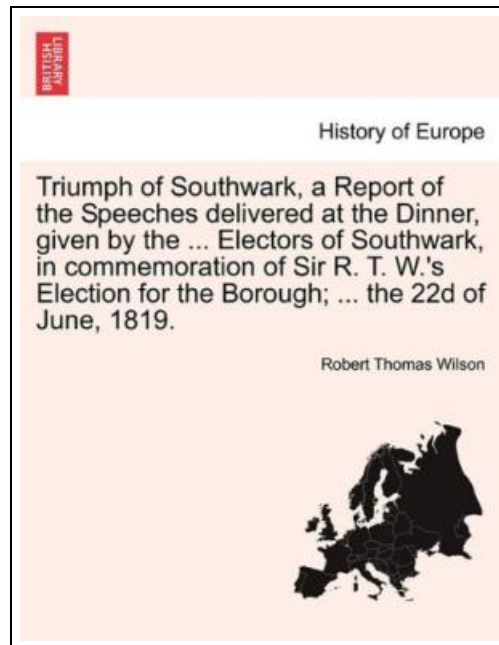 BRITISH
LIBRARY
History of Europe
Triumph of Southwark, a Report of
the Speeches delivered at the Dinner,
given by the ... Electors of Southwark,
in commemoration of Sir R. T. W.'s
Election for the Borough; ... the 22d of
June, 1819.
Robert Thomas Wilson